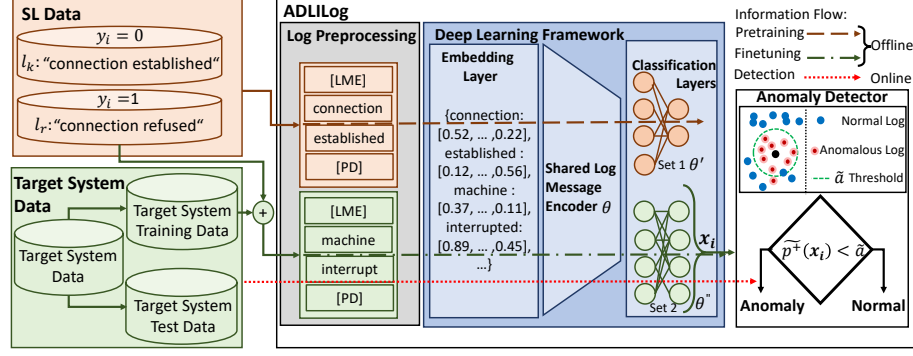 SL Data
y_i = 0
l_k: “connection established“
y_i =1
l_r: “connection refused“
Target System
Data
Target System
Training Data
Target System
Data
Target System
Test Data
+
ADLILog
Log Preprocessing
[LME]
connection
established
[PD]
[LME]
machine
interrupt
[PD]
Deep Learning Framework
Embedding
Layer
{connection:
[0.52, ... ,0.22],
established :
[0.12, ... ,0.56],
machine :
[0.37, ... ,0.11],
interrupted:
[0.89, ... ,0.45],
...}
Shared Log
Message
Encoder θ
Classification
Layers
Set 1 θ'
x_i
Set 2 θ"
Information Flow:
Pretraining
Finetuning
Offline
Detection
Online
Anomaly Detector
Normal Log
Anomalous Log
ã Threshold
p̃⁺(x_i) < ã
Anomaly
Normal